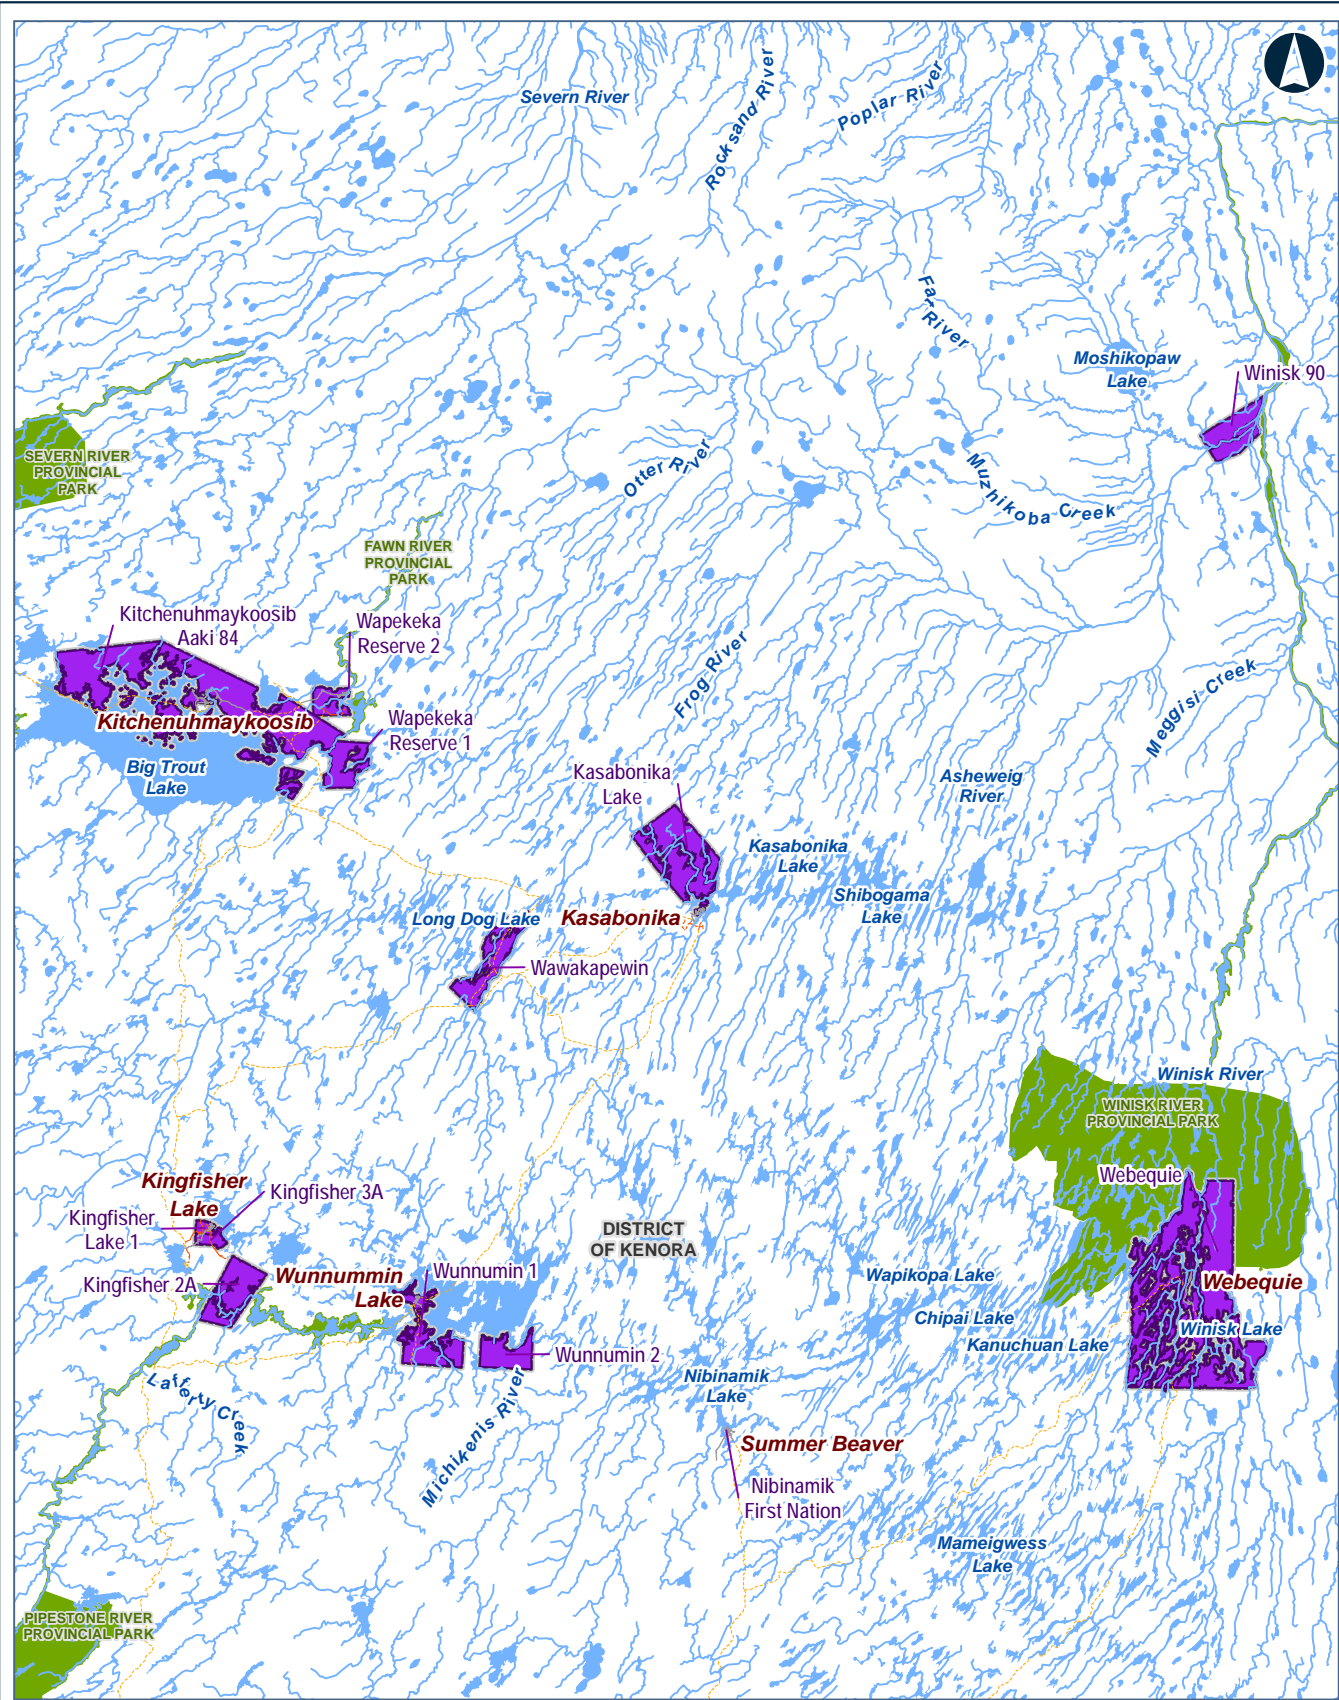 Severn River
Rocksand River
Poplar River
Far River
Moshikopaw
Lake
Winisk 90
SEVERN RIVER
PROVINCIAL
PARK
Otter River
Muzhikoba Creek
FAWN RIVER
PROVINCIAL
PARK
Kitchenuhmaykoosib
Aaki 84
Wapekeka
Reserve 2
Frog River
Meggisi Creek
Kitchenuhmaykoosib
Wapekeka
Reserve 1
Big Trout
Lake
Kasabonika
Lake
Asheweig
River
Kasabonika
Lake
Shibogama
Lake
Long Dog Lake
Kasabonika
Wawakapewin
Winisk River
WINISK RIVER
PROVINCIAL PARK
Webequie
Kingfisher
Lake
Kingfisher 3A
Kingfisher
Lake 1
DISTRICT
OF KENORA
Kingfisher 2A
Wunnummin
Lake
Wunnumin 1
Wapikopa Lake
Webequie
Chipai Lake
Winisk Lake
Kanuchuan Lake
Wunnumin 2
Nibinamik
Lake
Lafferty Creek
Michikenis River
Summer Beaver
Nibinamik
First Nation
Mameigwess
Lake
PIPESTONE RIVER
PROVINCIAL PARK